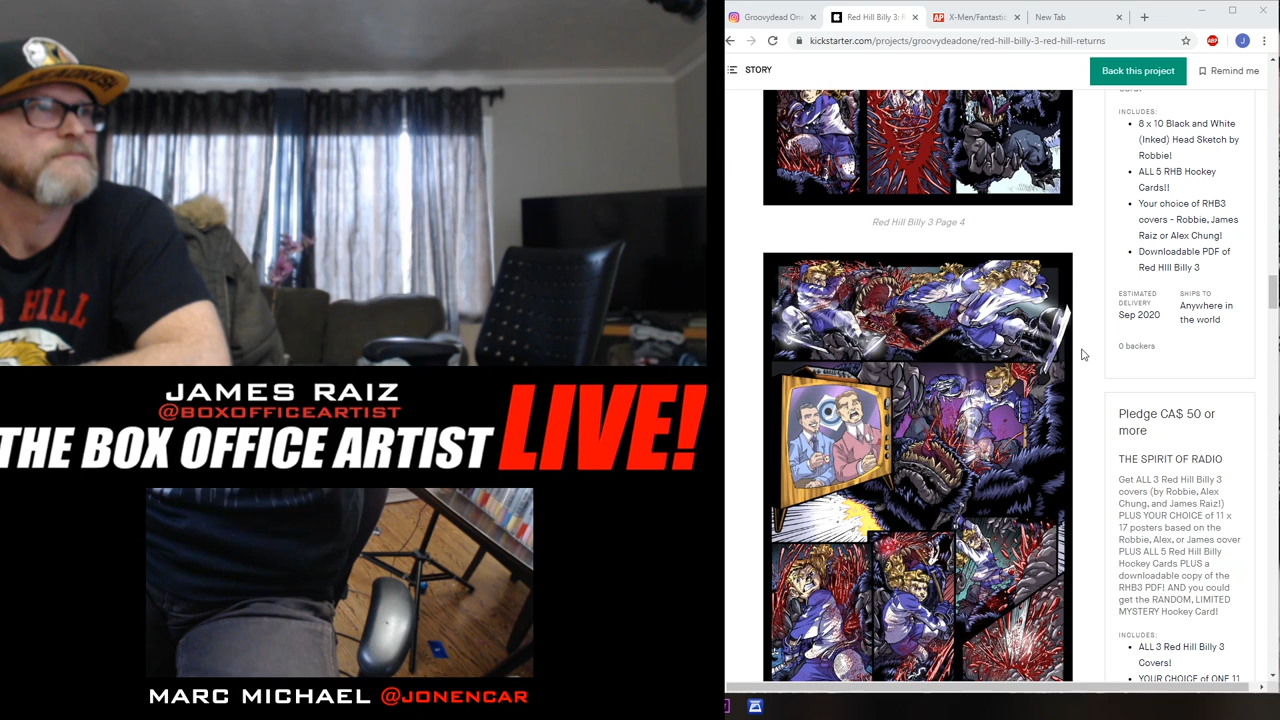 Groovydead One
Red Hill Billy 3: R
X-Men/Fantastic
New Tab
kickstarter.com/projects/groovydeadone/red-hill-billy-3-red-hill-returns
ABP
J
STORY
Back this project
Remind me
INCLUDES:
8 x 10 Black and White
(Inked) Head Sketch by
Robbie!
ALL 5 RHB Hockey
Cards!!
Your choice of RHB3
covers - Robbie, James
Raiz or Alex Chung!
Downloadable PDF of
Red HIll Billy 3
ESTIMATED
DELIVERY
Sep 2020
SHIPS TO
Anywhere in
the world
0 backers
Red Hill Billy 3 Page 4
Pledge CA$ 50 or
more
THE SPIRIT OF RADIO
Get ALL 3 Red Hill Billy 3
covers (by Robbie, Alex
Chung, and James Raiz!)
PLUS YOUR CHOICE of 11 x
17 posters based on the
Robbie, Alex, or James cover
PLUS ALL 5 Red Hill Billy
Hockey Cards PLUS a
downloadable copy of the
RHB3 PDF! AND you could
get the RANDOM, LIMITED
MYSTERY Hockey Card!
INCLUDES:
ALL 3 Red Hill Billy 3
Covers!
YOUR CHOICE of ONE 11
HILL
JAMES RAIZ
@BOXOFFICEARTIST
THE BOX OFFICE ARTIST LIVE!
MARC MICHAEL @JONENCAR